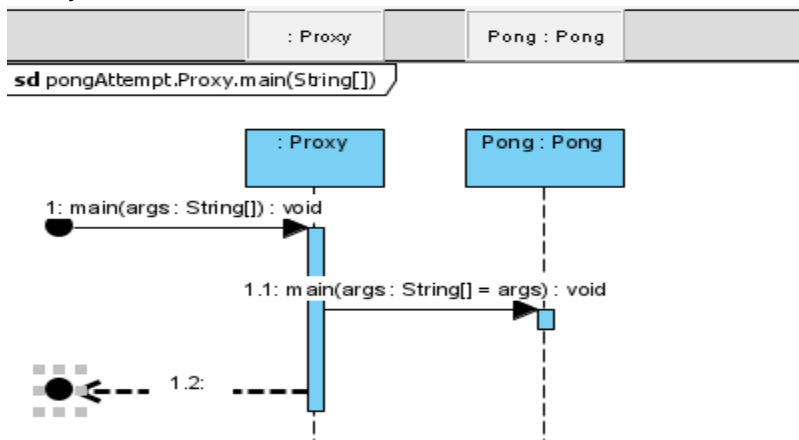 : Proxy
Pong : Pong
sd pongAttempt.Proxy.main(String[])
: Proxy
Pong : Pong
1: main(args : String[]) : void
1.1: main(args : String[] = args) : void
1.2: